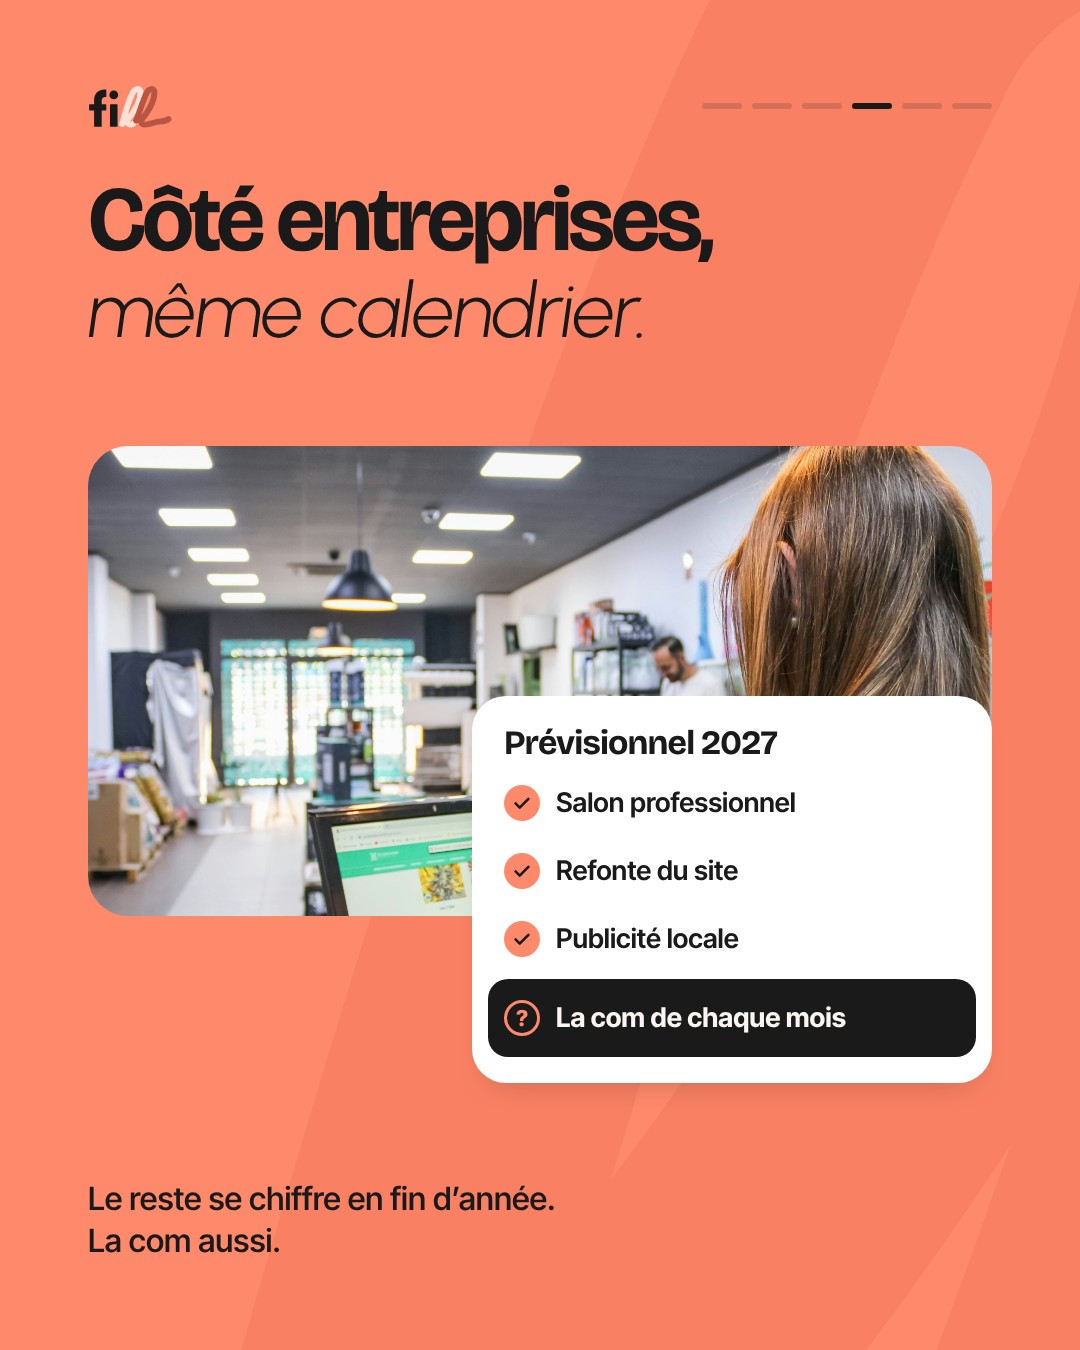 fill
Côté entreprises,
même calendrier.
Prévisionnel 2027
Salon professionnel
Refonte du site
Publicité locale
?
La com de chaque mois
Le reste se chiffre en fin d’année.
La com aussi.